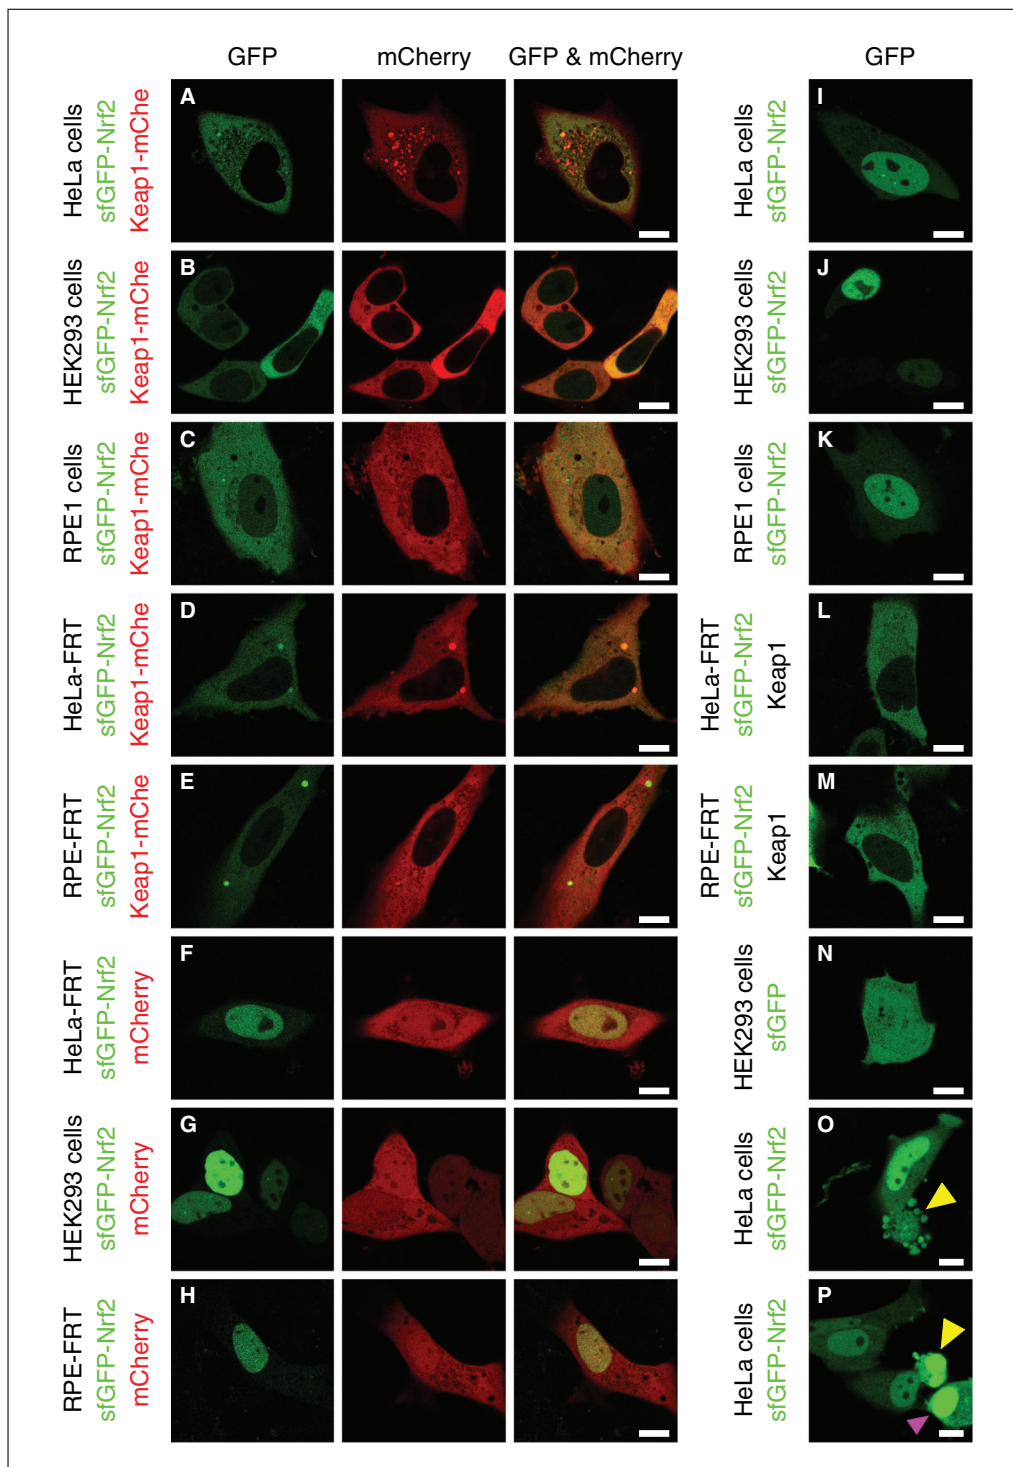 GFP mCherry GFP & mCherry GFP
HeLa cells
sfGFP-Nrf2
Keap1-mChe
A
I
HeLa cells
sfGFP-Nrf2
HEK293 cells
sfGFP-Nrf2
Keap1-mChe
B
J
HEK293 cells
sfGFP-Nrf2
RPE1 cells
sfGFP-Nrf2
Keap1-mChe
C
K
RPE1 cells
sfGFP-Nrf2
HeLa-FRT
sfGFP-Nrf2
Keap1-mChe
D
L
HeLa-FRT
sfGFP-Nrf2
Keap1
RPE-FRT
sfGFP-Nrf2
Keap1-mChe
E
M
RPE-FRT
sfGFP-Nrf2
Keap1
HeLa-FRT
sfGFP-Nrf2
mCherry
F
N
HEK293 cells
sfGFP
HEK293 cells
sfGFP-Nrf2
mCherry
G
O
HeLa cells
sfGFP-Nrf2
RPE-FRT
sfGFP-Nrf2
mCherry
H
P
HeLa cells
sfGFP-Nrf2